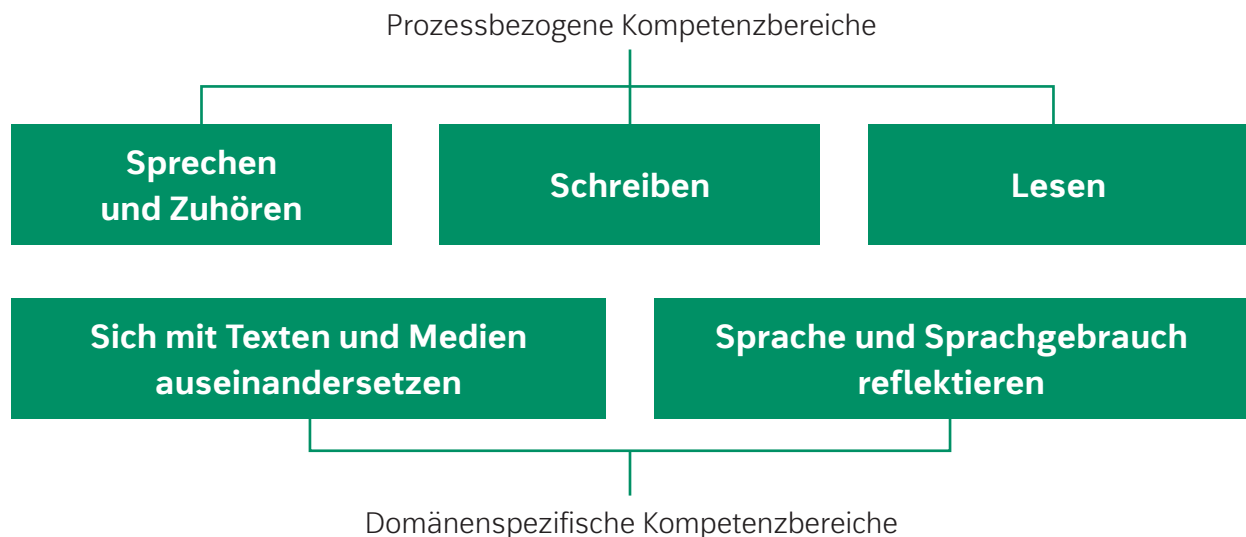 Prozessbezogene Kompetenzbereiche
Sprechen
und Zuhören
Schreiben
Lesen
Sich mit Texten und Medien
auseinandersetzen
Sprache und Sprachgebrauch
reflektieren
Domänenspezifische Kompetenzbereiche